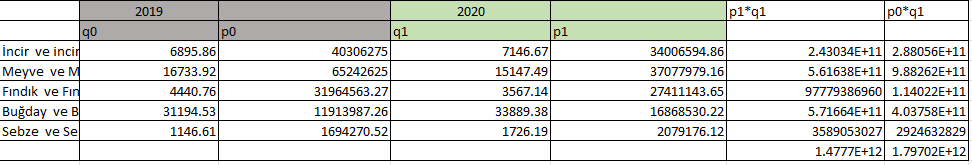 2019 2020 p1*q1 p0*q1
q0 p0 q1 p1
İncir ve incir 6895.86 40306275 7146.67 34006594.86 2.43034E+11 2.88056E+11
Meyve ve M 16733.92 65242625 15147.49 37077979.16 5.61638E+11 9.88262E+11
Fındık ve Fın 4440.76 31964563.27 3567.14 27411143.65 97779386960 1.14022E+11
Buğday ve B 31194.53 11913987.26 33889.38 16868530.22 5.71664E+11 4.03758E+11
Sebze ve Se 1146.61 1694270.52 1726.19 2079176.12 3589053027 2924632829
1.4777E+12 1.79702E+12